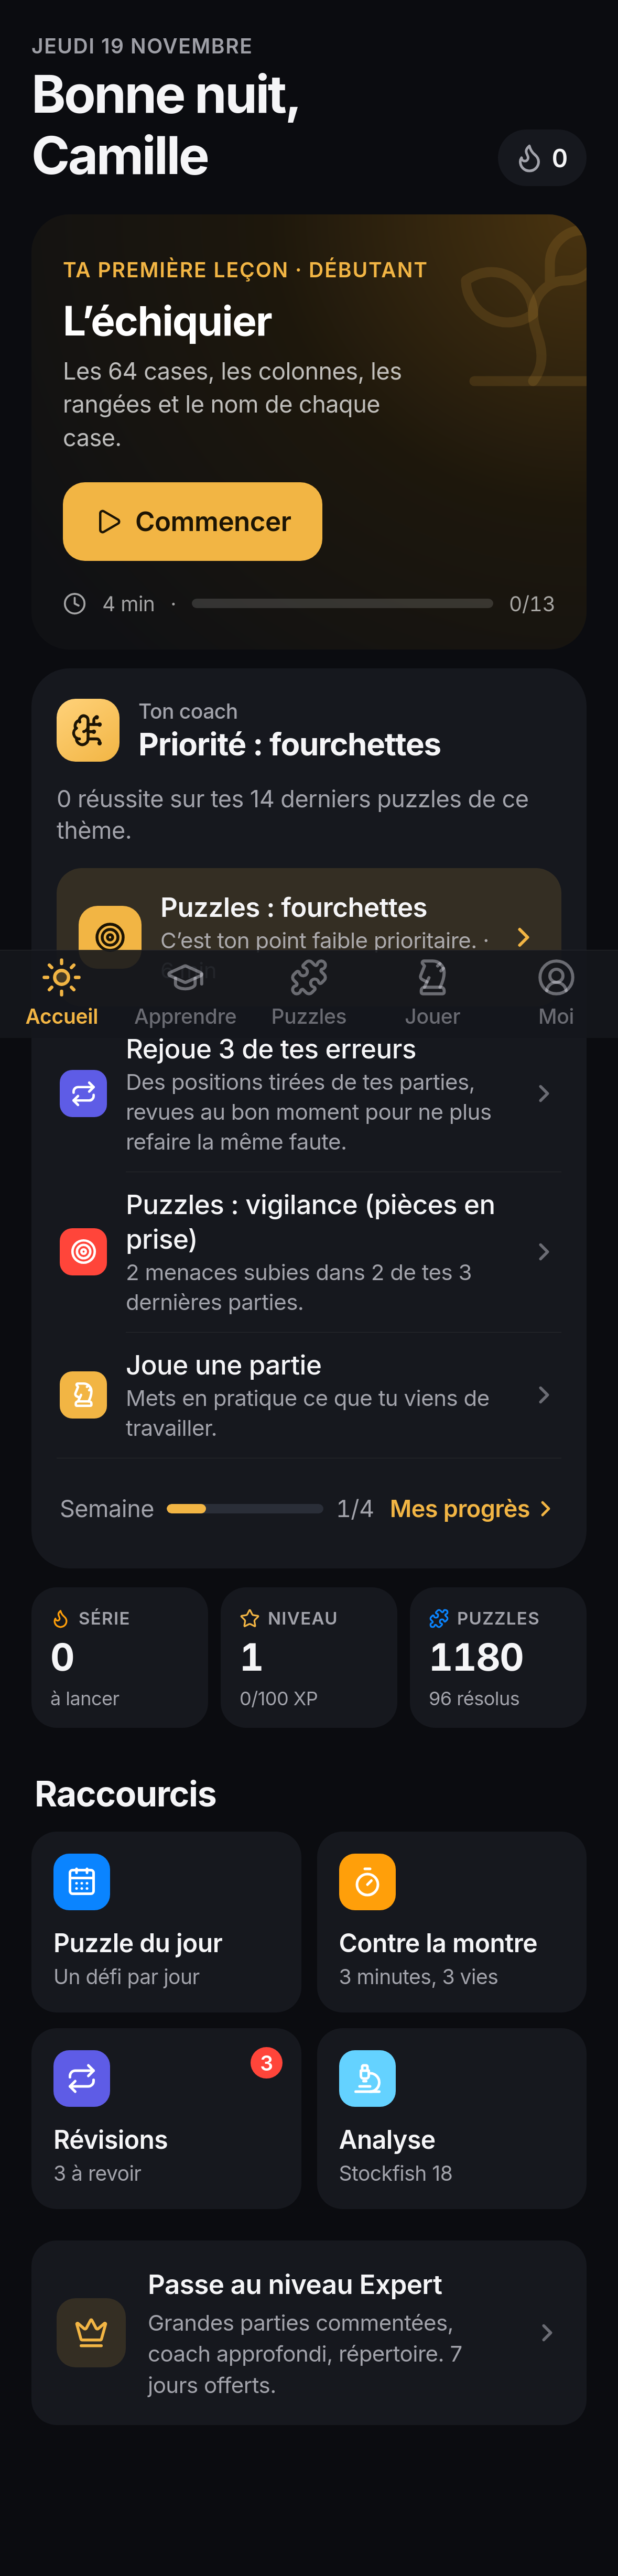 JEUDI 19 NOVEMBRE
Bonne nuit,
Camille
0
TA PREMIÈRE LEÇON · DÉBUTANT
L’échiquier
Les 64 cases, les colonnes, les
rangées et le nom de chaque
case.
Commencer
4 min ·
0/13
Ton coach
Priorité : fourchettes
0 réussite sur tes 14 derniers puzzles de ce
thème.
Puzzles : fourchettes
C’est ton point faible prioritaire. ·
6 min
Accueil
Apprendre
Puzzles
Jouer
Moi
Rejoue 3 de tes erreurs
Des positions tirées de tes parties,
revues au bon moment pour ne plus
refaire la même faute.
Puzzles : vigilance (pièces en
prise)
2 menaces subies dans 2 de tes 3
dernières parties.
Joue une partie
Mets en pratique ce que tu viens de
travailler.
Semaine
1/4
Mes progrès
SÉRIE
0
à lancer
NIVEAU
1
0/100 XP
PUZZLES
1180
96 résolus
Raccourcis
Puzzle du jour
Un défi par jour
Contre la montre
3 minutes, 3 vies
3
Révisions
3 à revoir
Analyse
Stockfish 18
Passe au niveau Expert
Grandes parties commentées,
coach approfondi, répertoire. 7
jours offerts.